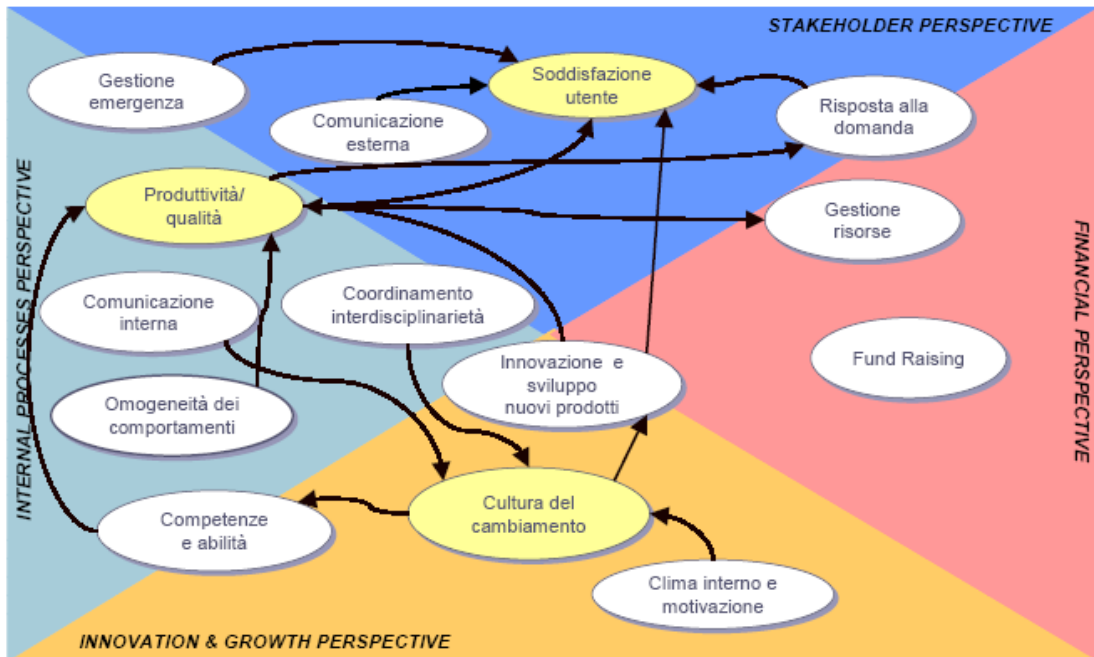 STAKEHOLDER PERSPECTIVE
Gestione
emergenza
Soddisfazione
utente
Risposta alla
domanda
Comunicazione
esterna
Produttività/
qualità
Gestione
risorse
INTERNAL PROCESSES PERSPECTIVE
FINANCIAL PERSPECTIVE
Comunicazione
interna
Coordinamento
interdisciplinarietà
Innovazione e
sviluppo
nuovi prodotti
Fund Raising
Omogeneità dei
comportamenti
Cultura del
cambiamento
Competenze
e abilità
Clima interno e
motivazione
INNOVATION & GROWTH PERSPECTIVE